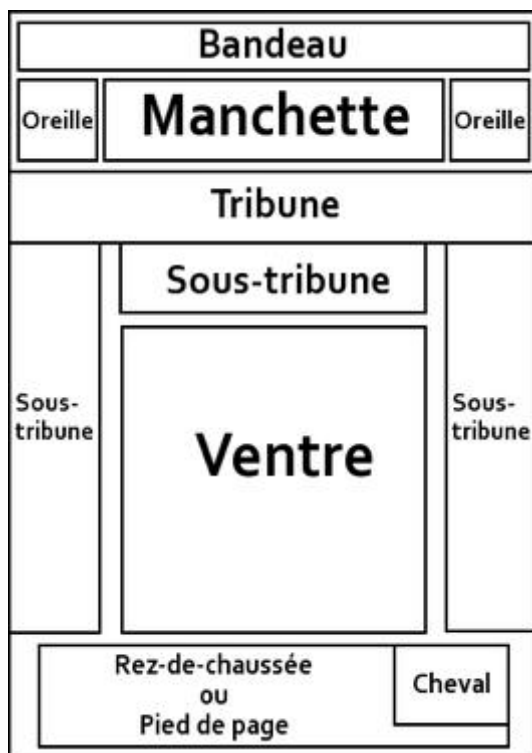 Bandeau
Oreille
Manchette
Oreille
Tribune
Sous-tribune
Sous-
tribune
Ventre
Sous-
tribune
Rez-de-chaussée
ou
Pied de page
Cheval